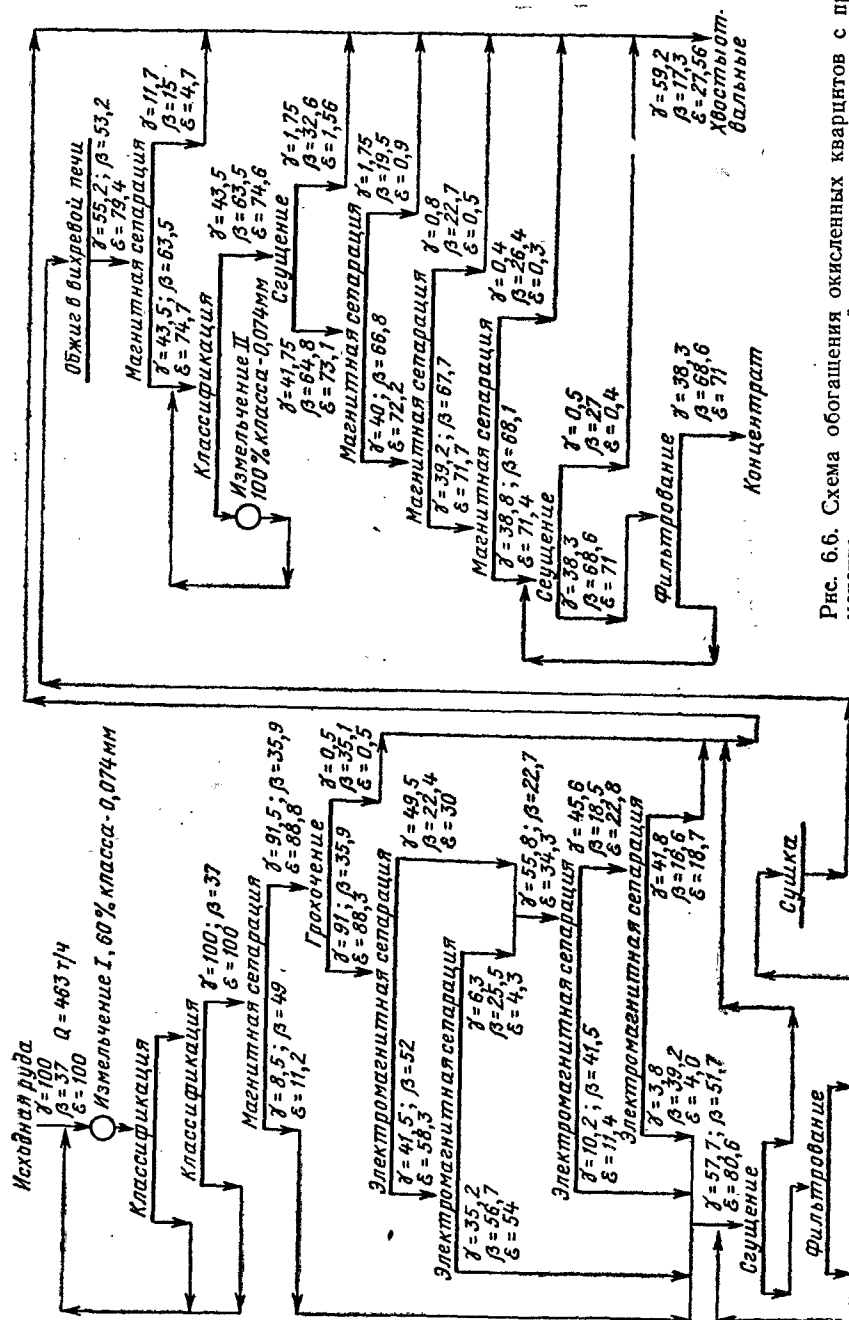 Исходная руда
γ=100
β=37
ε=100
Q=463 т/ч
Измельчение I, 60% класса-0,074мм
Классификация
Классификация
γ=100; β=37
ε=100
Магнитная сепарация
γ=8,5; β=49
ε=11,2
γ=91,5; β=35,9
ε=88,8
Грохочение
γ=91; β=35,9
ε=88,3
γ=0,5
β=35,1
ε=0,5
Электромагнитная сепарация
γ=41,5; β=52
ε=58,3
γ=49,5
β=22,4
ε=30
Электромагнитная сепарация
γ=35,2
β=56,7
ε=54
γ=6,3
β=25,5
ε=4,3
γ=55,8; β=22,7
ε=34,3
Электромагнитная сепарация
γ=10,2; β=41,5
ε=11,4
γ=45,6
β=18,5
ε=22,8
Электромагнитная сепарация
γ=3,8
β=39,2
ε=4,0
γ=41,8
β=16,6
ε=18,7
γ=57,7; β=51,7
ε=80,6
Сгущение
Фильтрование
Сушка
Обжиг в вихревой печи
γ=55,2; β=53,2
ε=79,4
Магнитная сепарация
γ=43,5; β=63,5
ε=74,7
γ=11,7
β=15
ε=4,7
Классификация
Измельчение II
100% класса-0,074мм
γ=43,5
β=63,5
ε=74,6
Сгущение
γ=41,75
β=64,8
ε=73,1
γ=1,75
β=32,6
ε=1,56
Магнитная сепарация
γ=40; β=66,8
ε=72,2
γ=1,75
β=19,5
ε=0,9
Магнитная сепарация
γ=39,2; β=67,7
ε=71,7
γ=0,8
β=22,7
ε=0,5
Магнитная сепарация
γ=38,8; β=68,1
ε=71,4
γ=0,4
β=26,4
ε=0,3
Сгущение
γ=38,3
β=68,6
ε=71
γ=0,5
β=27
ε=0,4
Фильтрование
γ=38,3
β=68,6
ε=71
Концентрат
γ=59,2
β=17,3
ε=27,56
Хвосты от-
вальные
Рис. 6.6. Схема обогащения окисленных кварцитов с пр